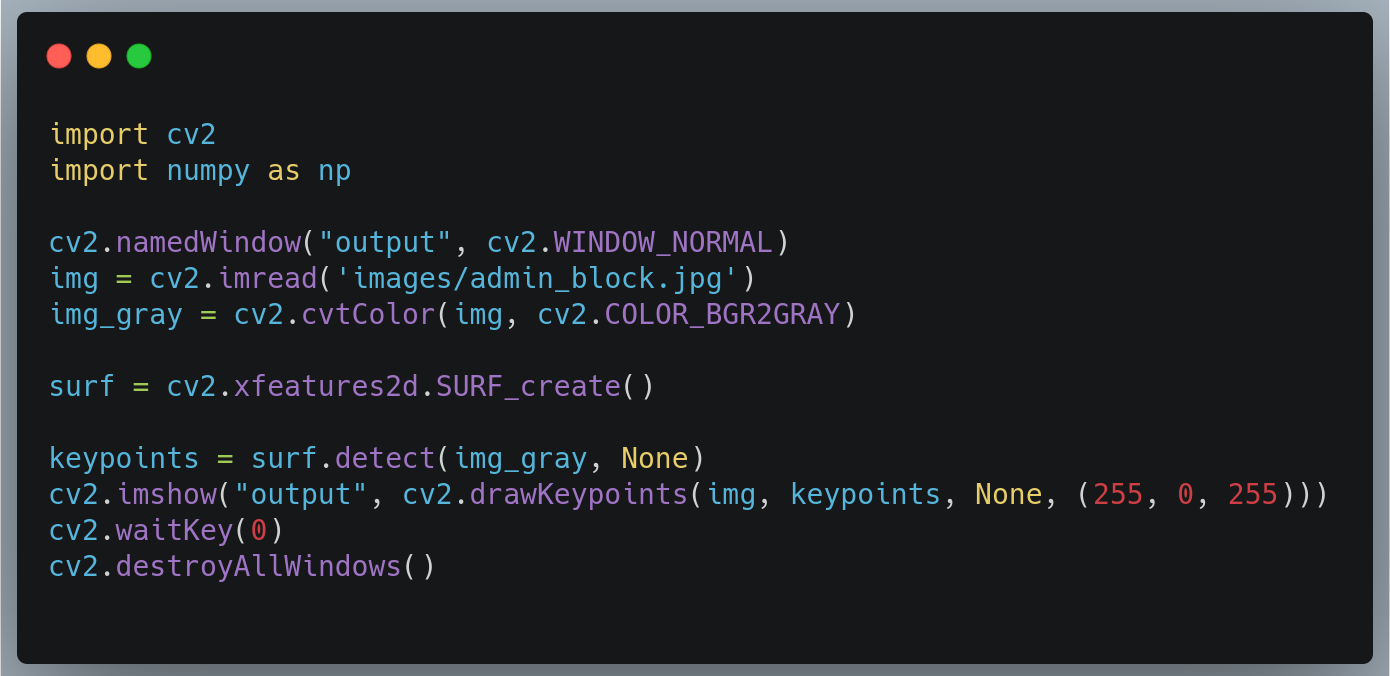 import cv2
import numpy as np
cv2.namedWindow("output", cv2.WINDOW_NORMAL)
img = cv2.imread('images/admin_block.jpg')
img_gray = cv2.cvtColor(img, cv2.COLOR_BGR2GRAY)
surf = cv2.xfeatures2d.SURF_create()
keypoints = surf.detect(img_gray, None)
cv2.imshow("output", cv2.drawKeypoints(img, keypoints, None, (255, 0, 255)))
cv2.waitKey(0)
cv2.destroyAllWindows()